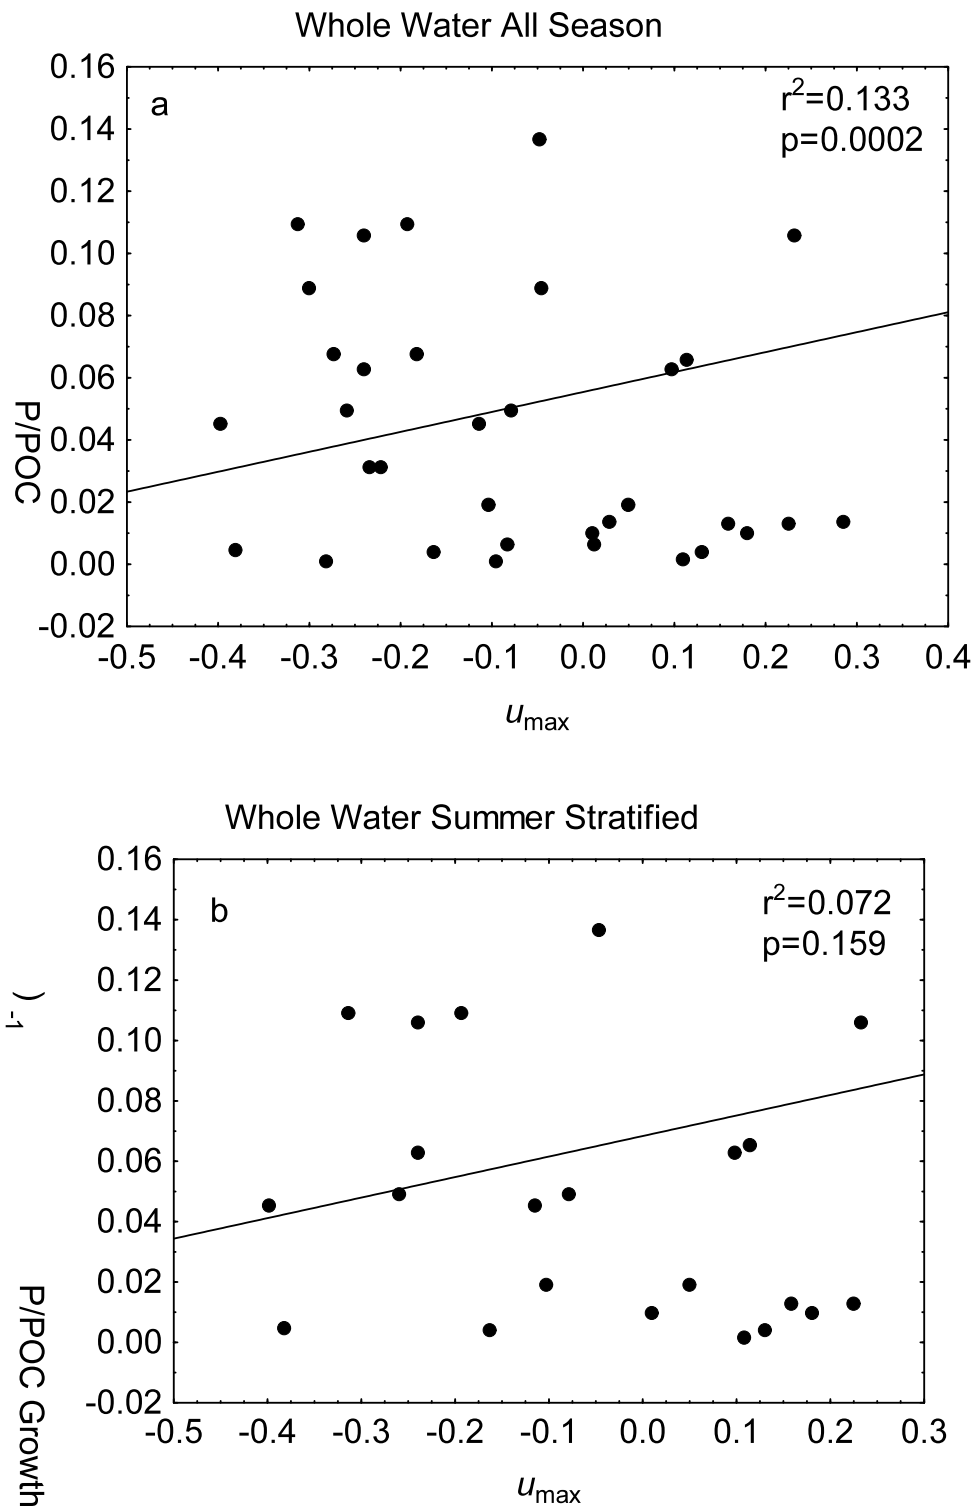 Whole Water All Season
a
r2=0.133
p=0.0002
0.16
0.14
0.12
0.10
0.08
0.06
0.04
0.02
0.00
-0.02
P/POC
-0.5 -0.4 -0.3 -0.2 -0.1 0.0 0.1 0.2 0.3 0.4
umax
Whole Water Summer Stratified
b
r2=0.072
p=0.159
0.16
0.14
0.12
0.10
0.08
0.06
0.04
0.02
0.00
-0.02
) -1
P/POC Growth
-0.5 -0.4 -0.3 -0.2 -0.1 0.0 0.1 0.2 0.3
umax